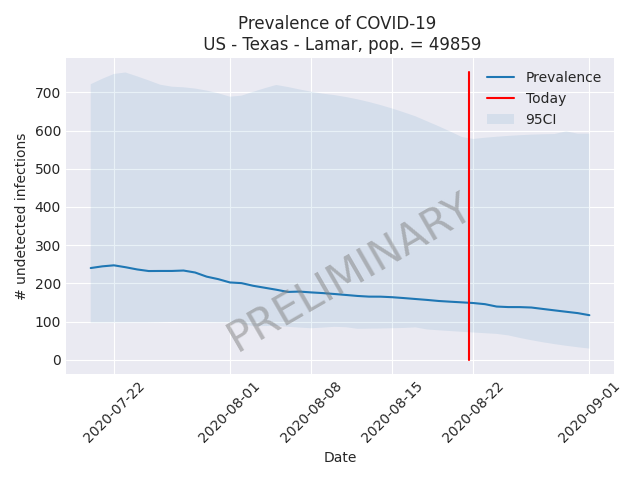 Prevalence of COVID-19
US - Texas - Lamar, pop. = 49859
Prevalence
Today
95CI
700
600
500
400
300
200
100
0
# undetected infections
PRELIMINARY
2020-07-22
2020-08-01
2020-08-08
2020-08-15
2020-08-22
2020-09-01
Date